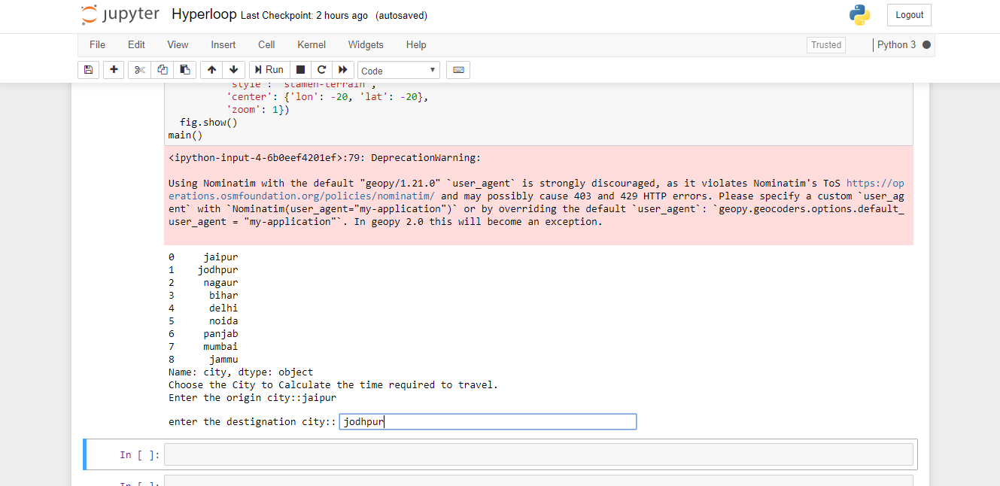 jupyter Hyperloop Last Checkpoint: 2 hours ago (autosaved) Logout
File Edit View Insert Cell Kernel Widgets Help Trusted Python 3
Run Code
'style': 'stamen-terrain',
'center': {'lon': -20, 'lat': -20},
'zoom': 1})
fig.show()
main()
<ipython-input-4-6b0eef4201ef>:79: DeprecationWarning:
Using Nominatim with the default "geopy/1.21.0" `user_agent` is strongly discouraged, as it violates Nominatim's ToS https://op
erations.osmfoundation.org/policies/nominatim/ and may possibly cause 403 and 429 HTTP errors. Please specify a custom `user_ag
ent` with `Nominatim(user_agent="my-application")` or by overriding the default `user_agent`: `geopy.geocoders.options.default_
user_agent = "my-application"`. In geopy 2.0 this will become an exception.
0 jaipur
1 jodhpur
2 nagaur
3 bihar
4 delhi
5 noida
6 panjab
7 mumbai
8 jammu
Name: city, dtype: object
Choose the City to Calculate the time required to travel.
Enter the origin city::jaipur
enter the destignation city:: jodhpur
In [ ]:
In [ ]: